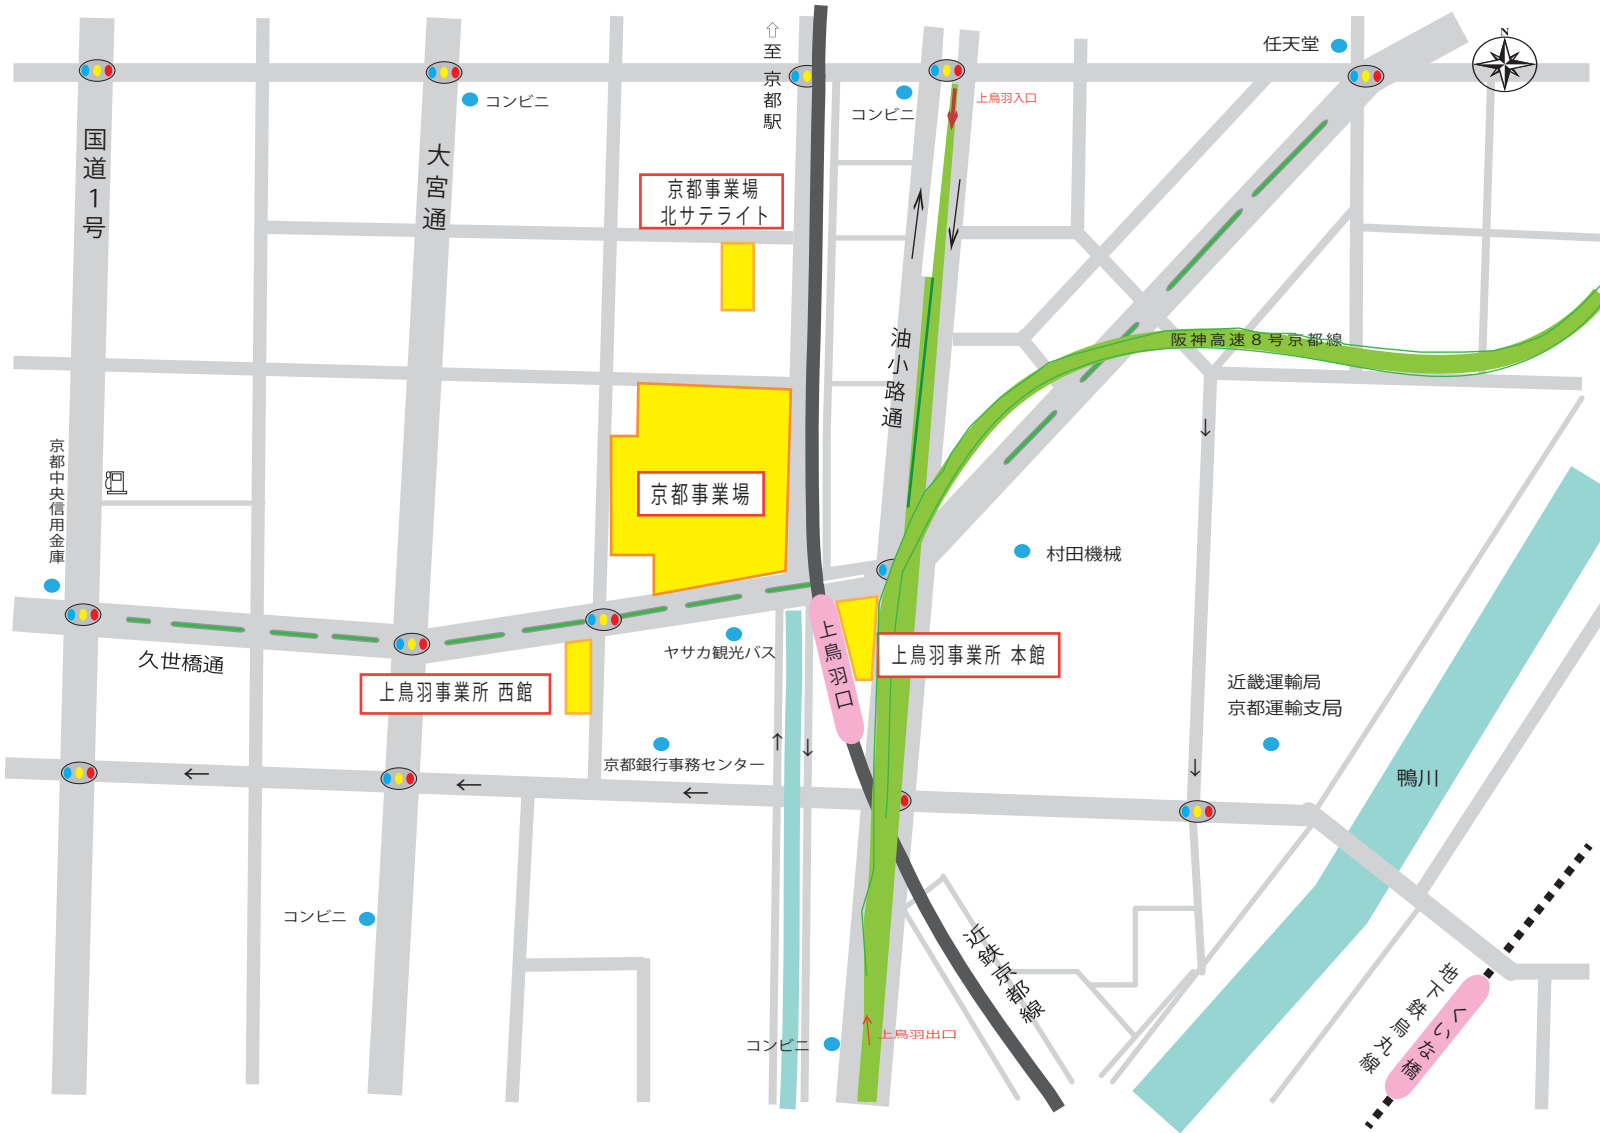 N
任天堂
⇧至 京都駅
コンビニ
コンビニ
上鳥羽入口
国道1号
大宮通
京都事業場
北サテライト
油小路通
阪神高速8号京都線
京都中央信用金庫
京都事業場
村田機械
上鳥羽口
ヤサカ観光バス
久世橋通
上鳥羽事業所 本館
上鳥羽事業所 西館
近畿運輸局
京都運輸支局
京都銀行事務センター
鴨川
コンビニ
近鉄京都線
地下鉄烏丸線
くいな橋
上鳥羽出口
コンビニ